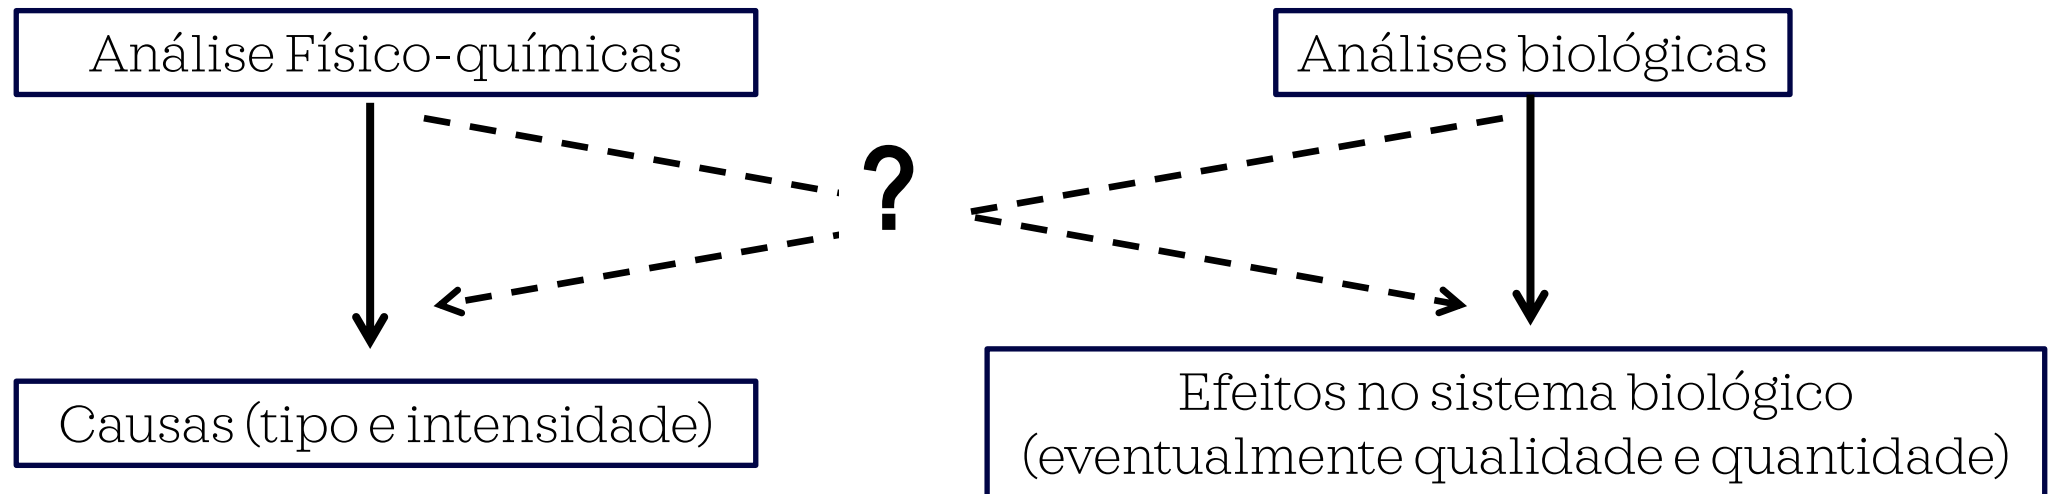 Análise Físico-químicas
Análises biológicas
?
Causas (tipo e intensidade)
Efeitos no sistema biológico
(eventualmente qualidade e quantidade)